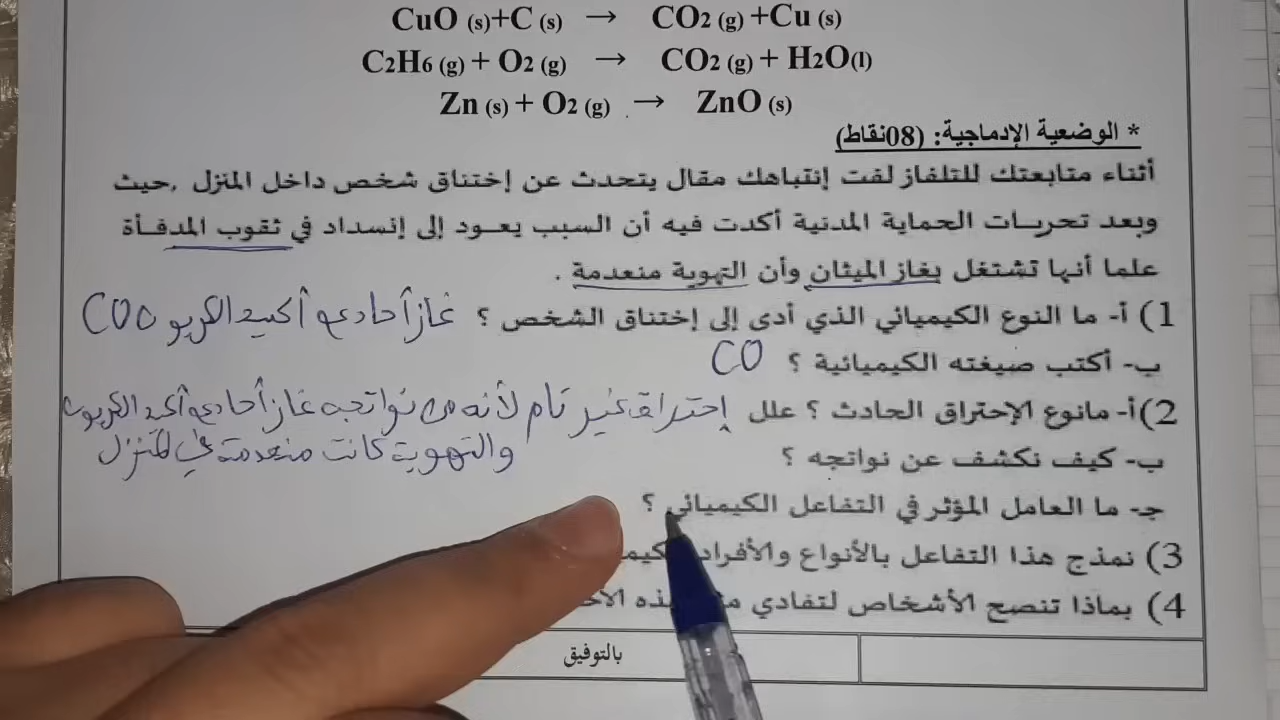 CuO (s)+C (s) → CO2 (g) +Cu (s)
C2H6 (g) + O2 (g) → CO2 (g) + H2O(l)
Zn (s) + O2 (g) → ZnO (s)
* الوضعية الإدماجية: (08نقاط)
أثناء متابعتك للتلفاز لفت إنتباهك مقال يتحدث عن إختناق شخص داخل المنزل ,حيث
وبعد تحريات الحماية المدنية أكدت فيه أن السبب يعود إلى إنسداد في ثقوب المدفأة
علما أنها تشتغل بغاز الميثان وأن التهوية منعدمة .
1) أ- ما النوع الكيميائي الذي أدى إلى إختناق الشخص ؟ غاز أحادي أكيد الكربو CO
ب- أكتب صيغته الكيميائية ؟ CO
2) أ- مانوع الإحتراق الحادث ؟ علل إحتراق غير تام لأنه من نواتجه غاز أحادي أكيد الكربون
والتهوية كانت منعدمة في المنزل
ب- كيف نكشف عن نواتجه ؟
ج- ما العامل المؤثر في التفاعل الكيميائي ؟
3) نمذج هذا التفاعل بالأنواع والأفراد
4) بماذا تنصح الأشخاص لتفادي
بالتوفيق